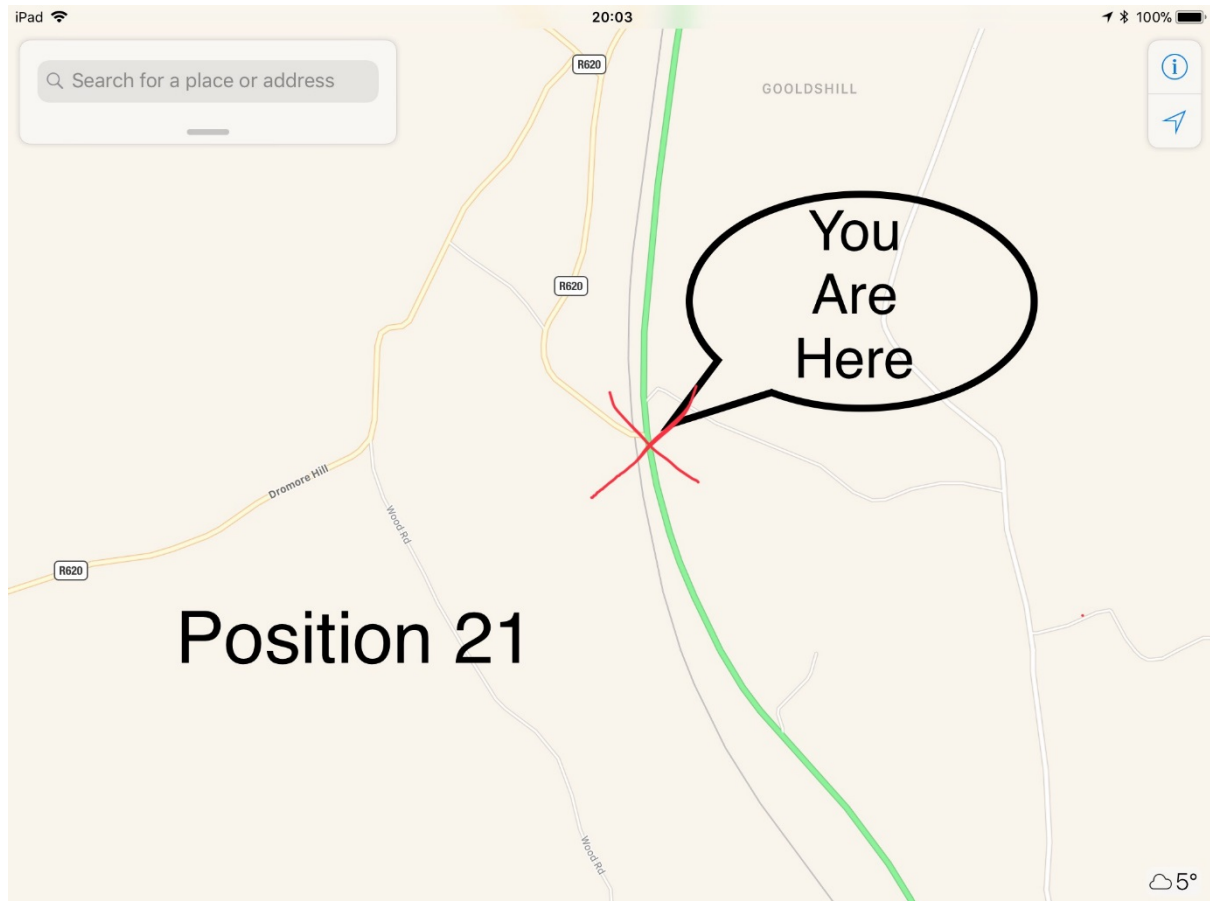 iPad 20:03 100%
Search for a place or address
R620
GOOLDSHILL
You
Are
Here
R620
Dromore Hill
Wood Rd
R620
Position 21
Wood Rd
5°